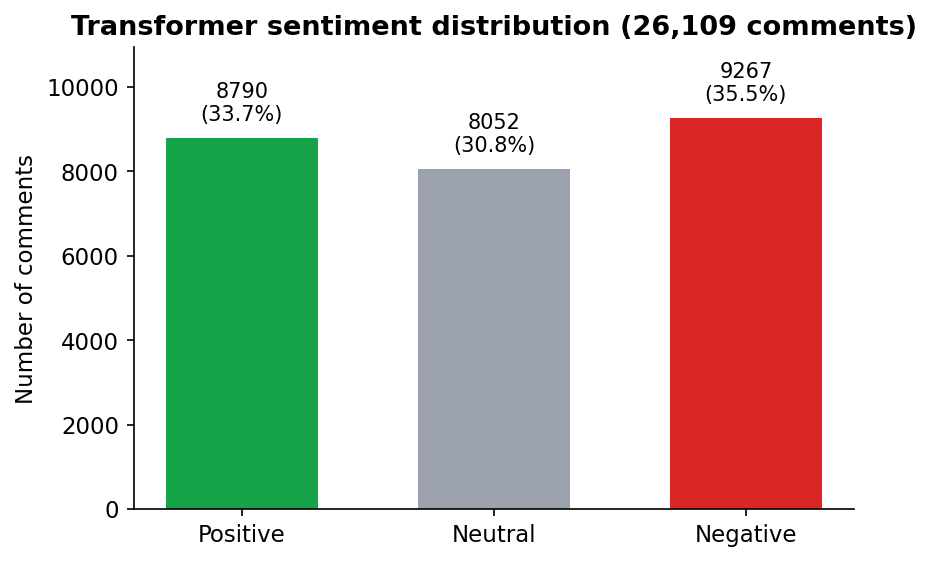 Transformer sentiment distribution (26,109 comments)
Number of comments
10000
8000
6000
4000
2000
0
8790
(33.7%)
8052
(30.8%)
9267
(35.5%)
Positive
Neutral
Negative